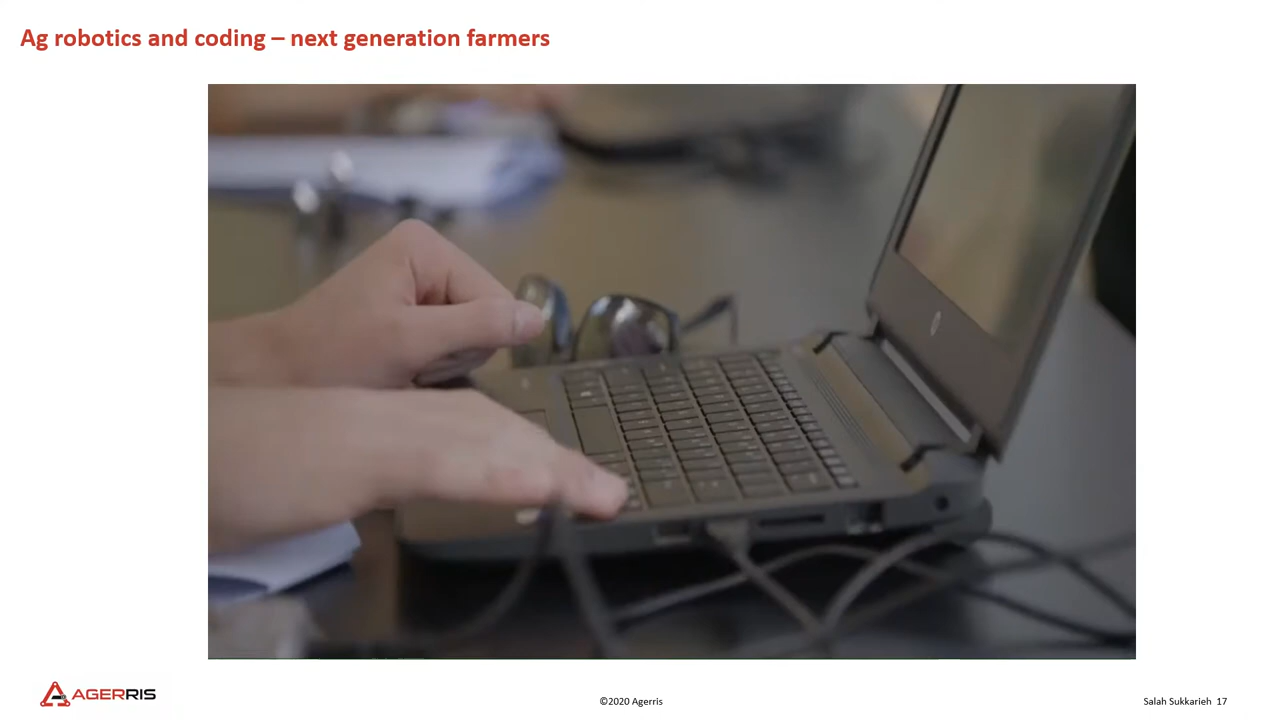 Ag robotics and coding – next generation farmers
AGERRIS
©2020 Agerris
Salah Sukkarieh 17